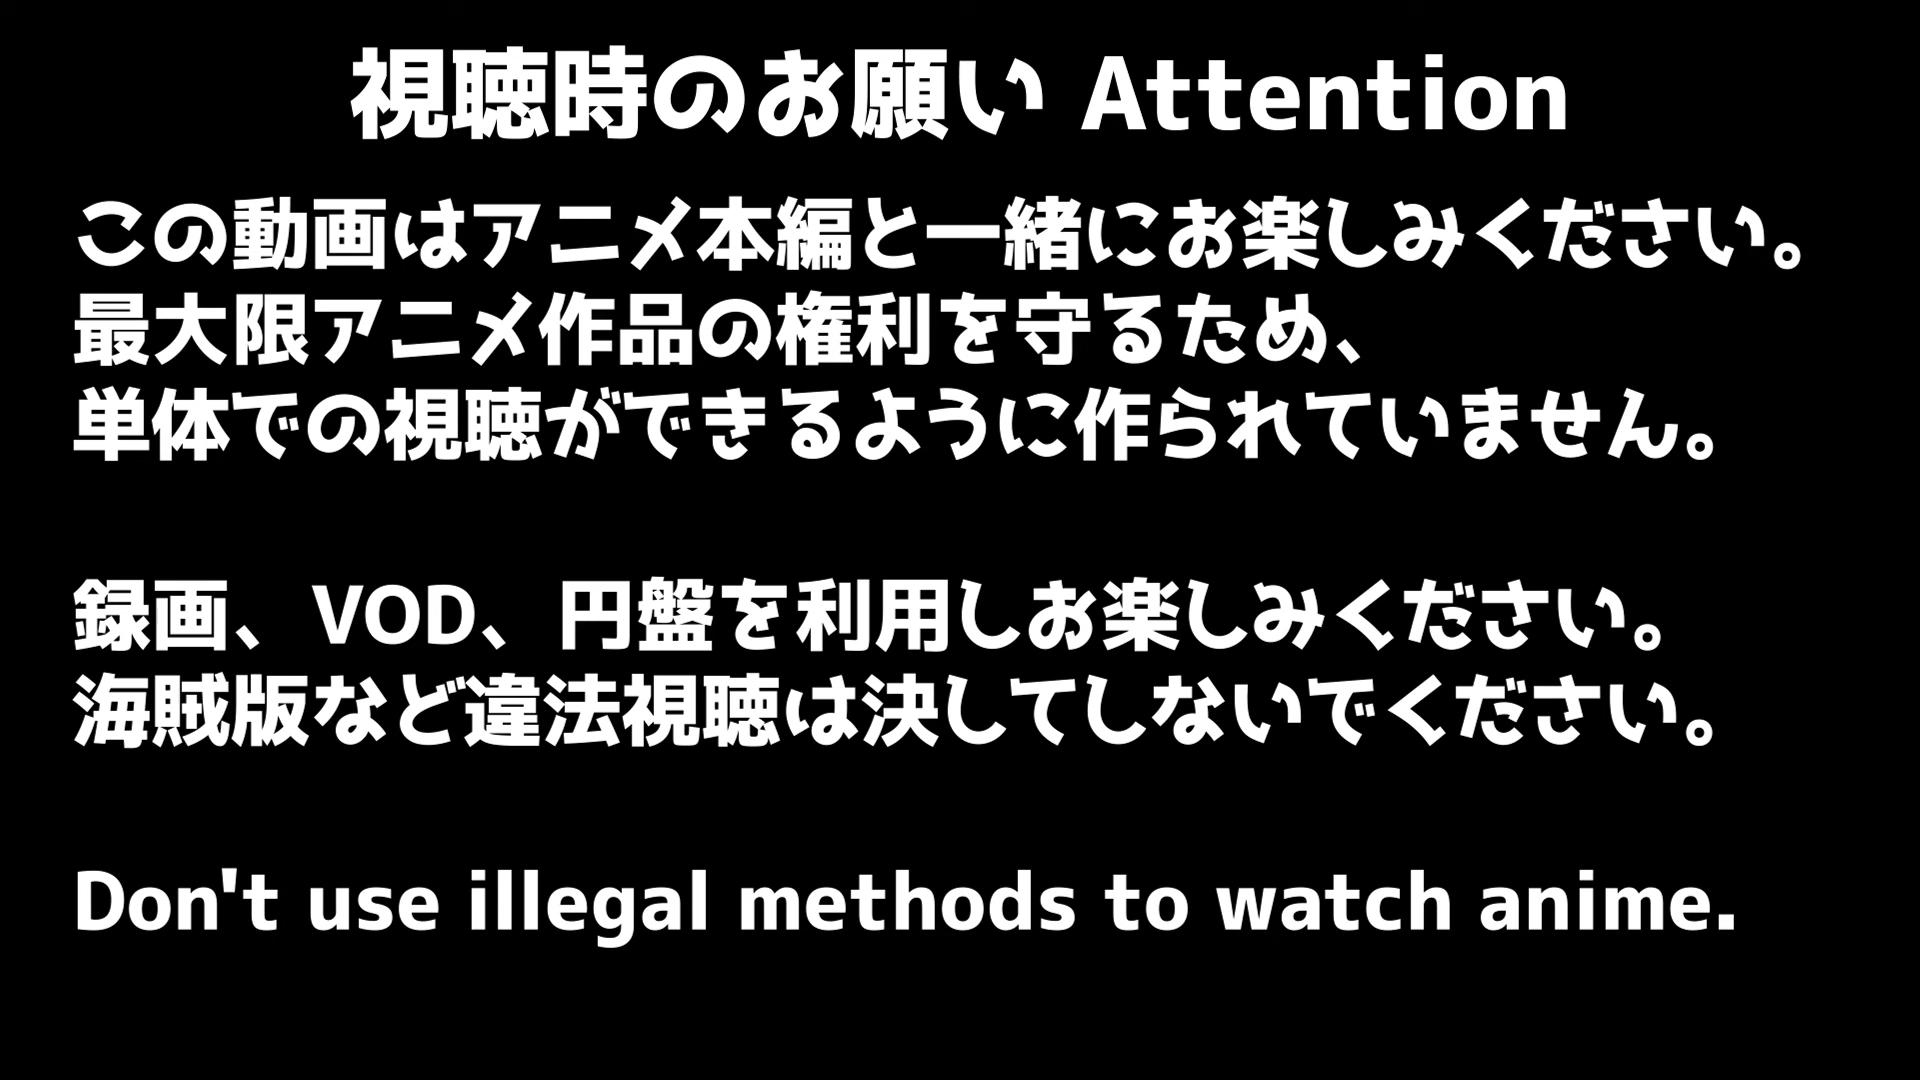 視聴時のお願い Attention
この動画はアニメ本編と一緒にお楽しみください。
最大限アニメ作品の権利を守るため、
単体での視聴ができるように作られていません。
録画、VOD、円盤を利用しお楽しみください。
海賊版など違法視聴は決してしないでください。
Don't use illegal methods to watch anime.